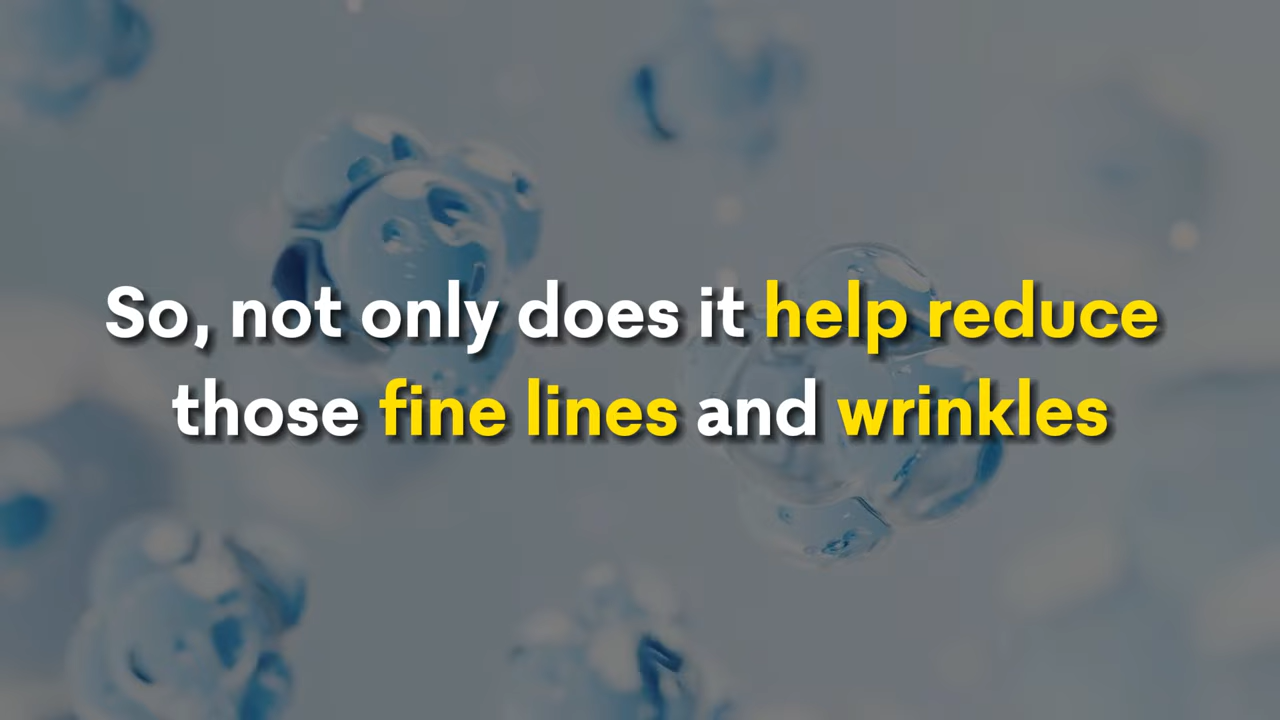 So, not only does it help reduce
those fine lines and wrinkles